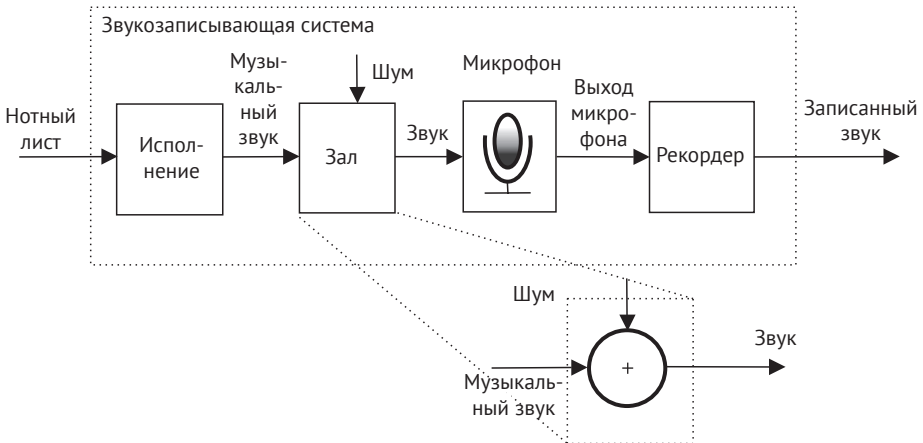 Звукозаписывающая система
Нотный
лист
Испол-
нение
Музы-
каль-
ный
звук
Шум
Зал
Звук
Микрофон
Выход
микро-
фона
Рекордер
Записанный
звук
Шум
Музыкаль-
ный звук
+
Звук